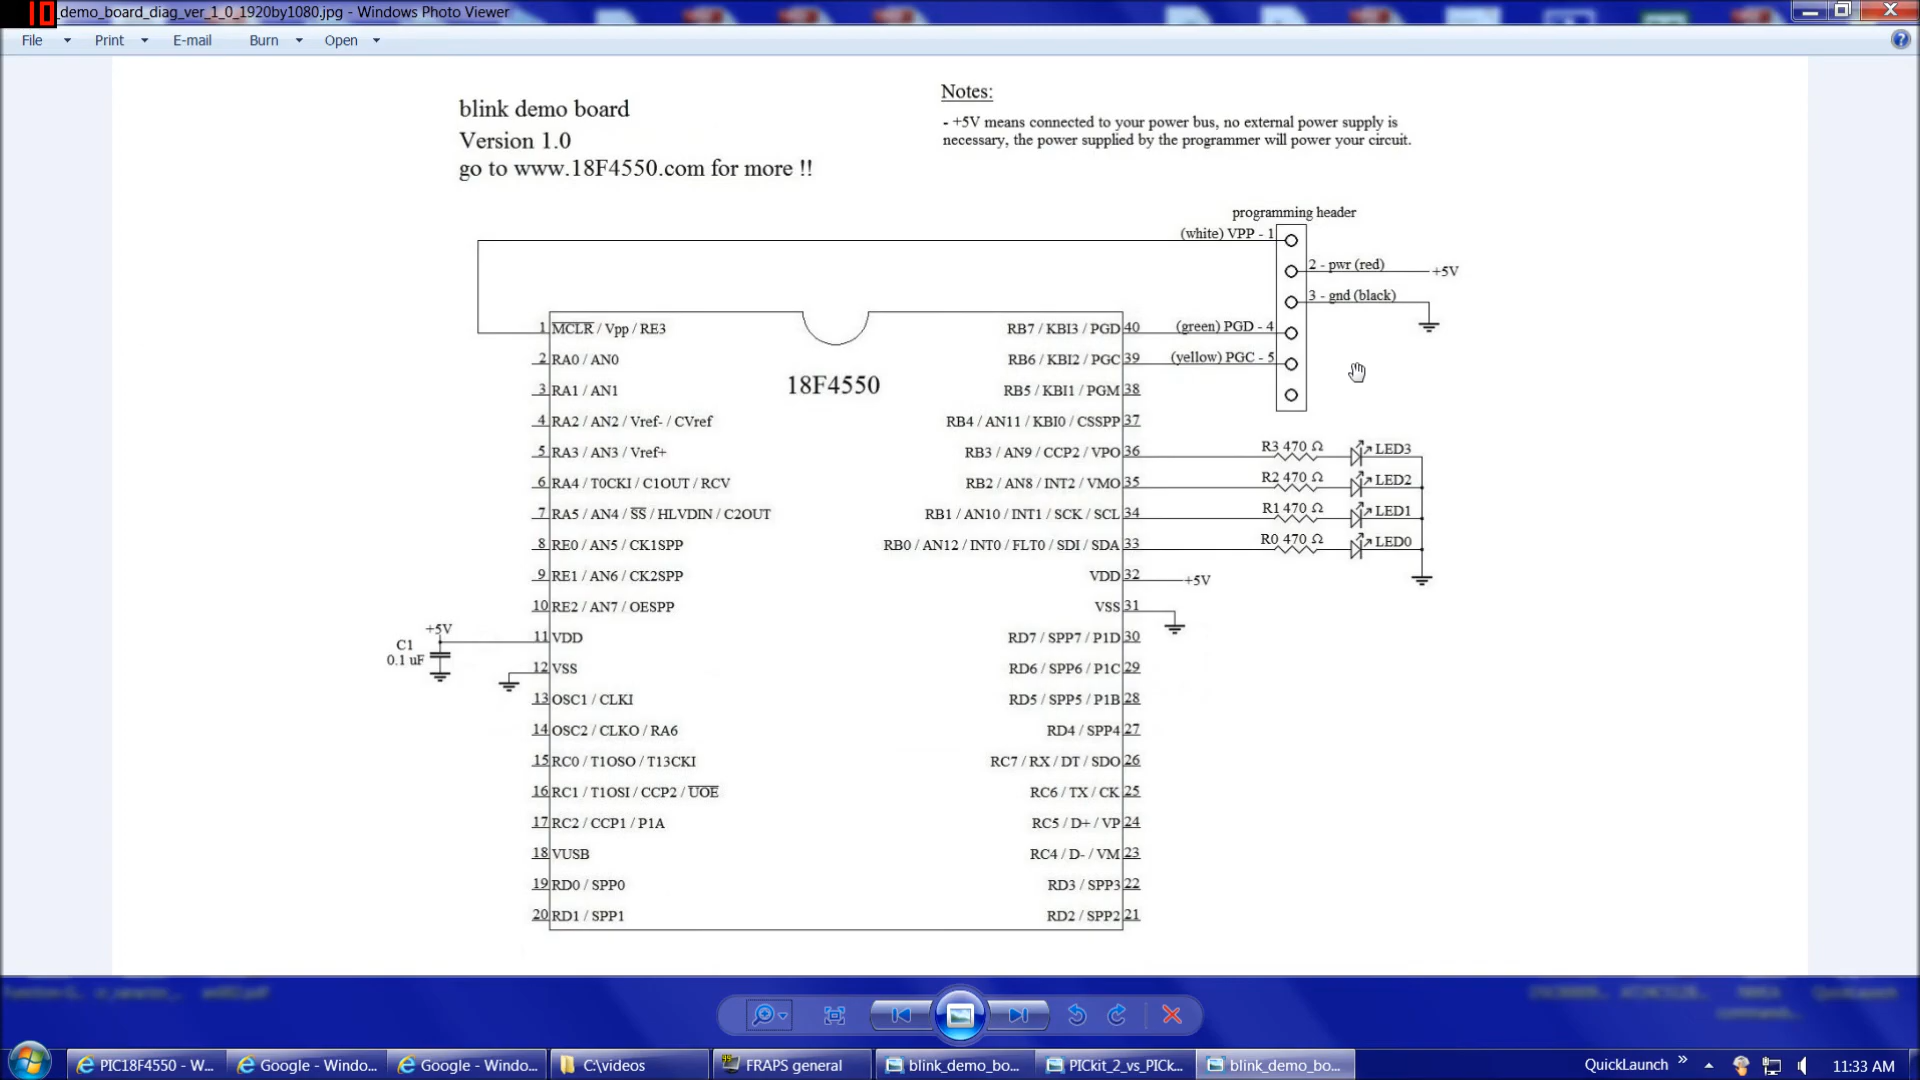 10
_demo_board_diag_ver_1_0_1920by1080.jpg - Windows Photo Viewer
File Print E-mail Burn Open
blink demo board
Version 1.0
go to www.18F4550.com for more !!
Notes:
- +5V means connected to your power bus, no external power supply is
necessary, the power supplied by the programmer will power your circuit.
programming header
(white) VPP - 1
2 - pwr (red) +5V
3 - gnd (black)
(green) PGD - 4
(yellow) PGC - 5
18F4550
1 MCLR / Vpp / RE3
2 RA0 / AN0
3 RA1 / AN1
4 RA2 / AN2 / Vref- / CVref
5 RA3 / AN3 / Vref+
6 RA4 / T0CKI / C1OUT / RCV
7 RA5 / AN4 / SS / HLVDIN / C2OUT
8 RE0 / AN5 / CK1SPP
9 RE1 / AN6 / CK2SPP
10 RE2 / AN7 / OESPP
11 VDD
12 VSS
13 OSC1 / CLKI
14 OSC2 / CLKO / RA6
15 RC0 / T1OSO / T13CKI
16 RC1 / T1OSI / CCP2 / UOE
17 RC2 / CCP1 / P1A
18 VUSB
19 RD0 / SPP0
20 RD1 / SPP1
+5V
C1
0.1 uF
RB7 / KBI3 / PGD 40
RB6 / KBI2 / PGC 39
RB5 / KBI1 / PGM 38
RB4 / AN11 / KBI0 / CSSPP 37
RB3 / AN9 / CCP2 / VPO 36
RB2 / AN8 / INT2 / VMO 35
RB1 / AN10 / INT1 / SCK / SCL 34
RB0 / AN12 / INT0 / FLT0 / SDI / SDA 33
VDD 32 +5V
VSS 31
RD7 / SPP7 / P1D 30
RD6 / SPP6 / P1C 29
RD5 / SPP5 / P1B 28
RD4 / SPP4 27
RC7 / RX / DT / SDO 26
RC6 / TX / CK 25
RC5 / D+ / VP 24
RC4 / D- / VM 23
RD3 / SPP3 22
RD2 / SPP2 21
R3 470 Ω LED3
R2 470 Ω LED2
R1 470 Ω LED1
R0 470 Ω LED0
PIC18F4550 - W... Google - Windo... Google - Windo... C:\videos FRAPS general blink_demo_bo... PICkit_2_vs_PICk... blink_demo_bo... QuickLaunch » 11:33 AM